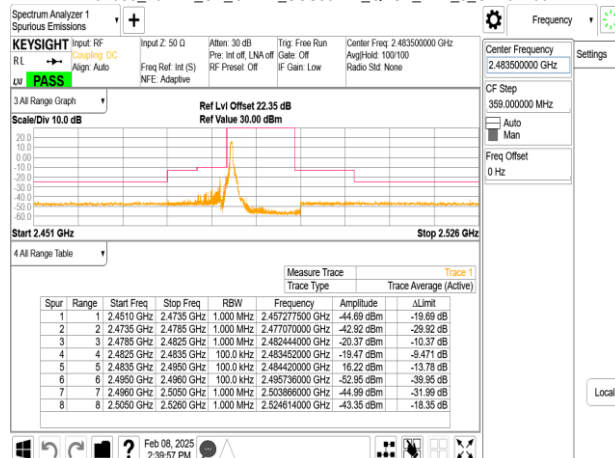 Spectrum Analyzer 1
Spurious Emissions
Frequency
KEYSIGHT
RL
LXI
PASS
Input: RF
Coupling: DC
Align: Auto
Input Z: 50 Ω
Freq Ref: Int (S)
NFE: Adaptive
Atten: 30 dB
Pre: Int off, LNA off
RF Presel: Off
Trig: Free Run
Gate: Off
IF Gain: Low
Center Freq: 2.483500000 GHz
Avg|Hold: 100/100
Radio Std: None
Center Frequency
2.483500000 GHz
Settings
CF Step
359.000000 MHz
Auto
Man
Freq Offset
0 Hz
3 All Range Graph
Scale/Div 10.0 dB
Ref Lvl Offset 22.35 dB
Ref Value 30.00 dBm
20.0
10.0
0.00
-10.0
-20.0
-30.0
-40.0
-50.0
-60.0
Start 2.451 GHz
Stop 2.526 GHz
4 All Range Table
Measure Trace Trace 1
Trace Type Trace Average (Active)
Spur Range Start Freq Stop Freq RBW Frequency Amplitude ΔLimit
1 1 2.4510 GHz 2.4735 GHz 1.000 MHz 2.457277500 GHz -44.69 dBm -19.69 dB
2 2 2.4735 GHz 2.4785 GHz 1.000 MHz 2.477070000 GHz -42.92 dBm -29.92 dB
3 3 2.4785 GHz 2.4825 GHz 1.000 MHz 2.482444000 GHz -20.37 dBm -10.37 dB
4 4 2.4825 GHz 2.4835 GHz 100.0 kHz 2.483452000 GHz -19.47 dBm -9.471 dB
5 5 2.4835 GHz 2.4950 GHz 100.0 kHz 2.484420000 GHz 16.22 dBm -13.78 dB
6 6 2.4950 GHz 2.4960 GHz 100.0 kHz 2.495736000 GHz -52.95 dBm -39.95 dB
7 7 2.4960 GHz 2.5050 GHz 1.000 MHz 2.503866000 GHz -44.99 dBm -31.99 dB
8 8 2.5050 GHz 2.5260 GHz 1.000 MHz 2.524614000 GHz -43.35 dBm -18.35 dB
Local
Feb 08, 2025
2:39:57 PM